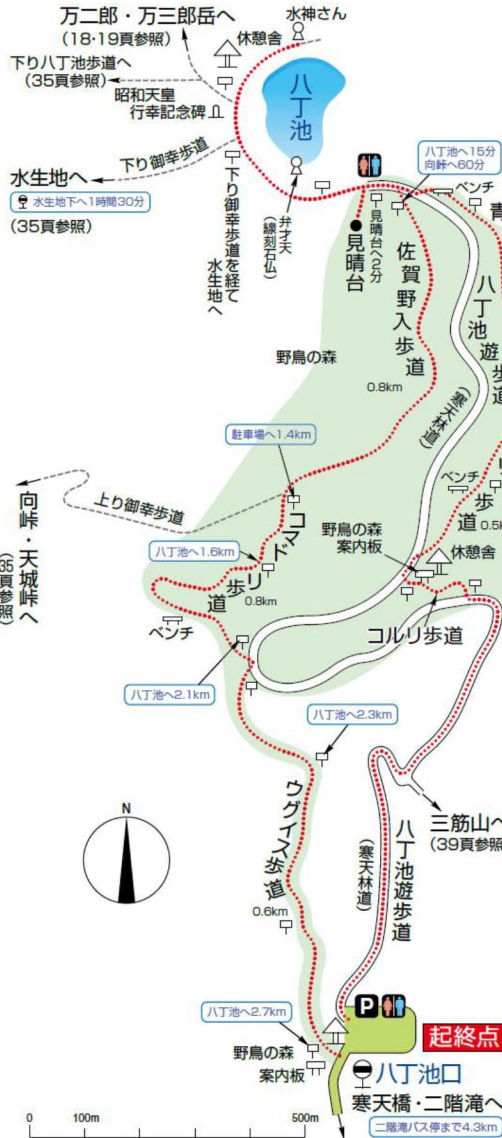 万二郎・万三郎岳へ
(18・19頁参照)
水神さん
休憩舎
下り八丁池歩道へ
(35頁参照)
昭和天皇
行幸記念碑
八丁池
下り御幸歩道
水生地へ
水生地下へ1時間30分
(35頁参照)
下り御幸歩道を経て
水生地へ
弁才天
(線刻石仏)
八丁池へ15分
向峠へ60分
ベンチ
青
見晴台へ2分
見晴台
佐賀野入歩道
0.8km
八丁池遊歩道
(寒天林道)
野鳥の森
駐車場へ1.4km
上り御幸歩道
向峠・天城峠へ
(35頁参照)
コマドリ歩道
0.8km
八丁池へ1.6km
ベンチ
ベンチ
リ歩道
0.5k
野鳥の森
案内板
休憩舎
コルリ歩道
八丁池へ2.1km
八丁池へ2.3km
三筋山へ
(39頁参照
ウグイス歩道
0.6km
八丁池遊歩道
(寒天林道)
N
P
八丁池へ2.7km
野鳥の森
案内板
起終点
八丁池口
寒天橋・二階滝へ
二階滝バス停まで4.3km
0 100m 500m